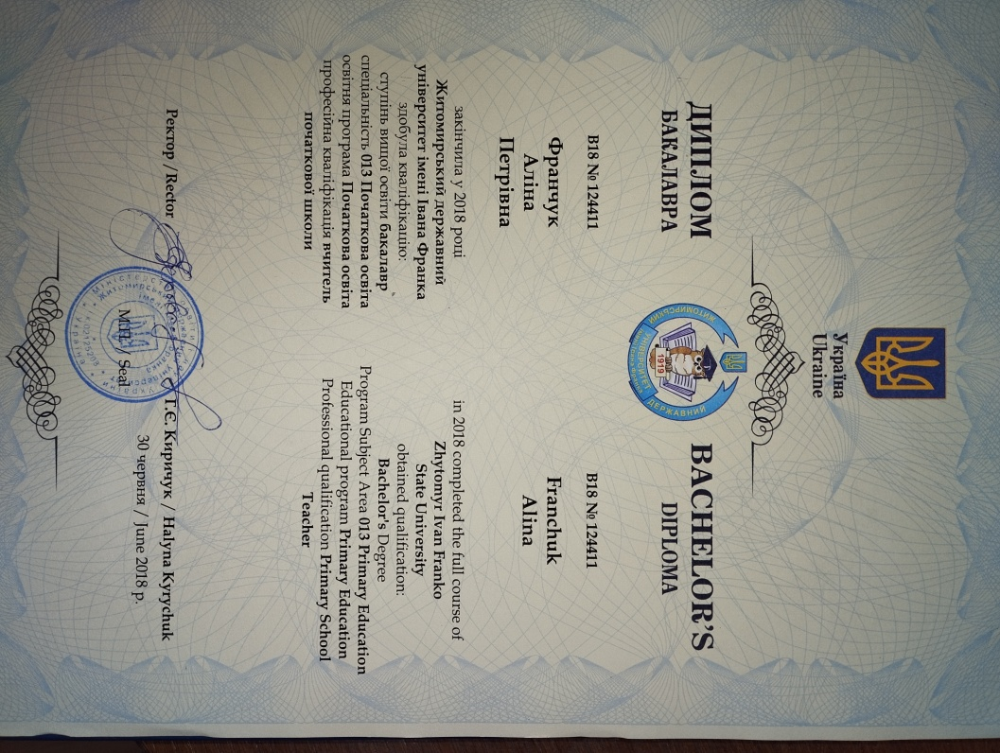 Україна
Ukraine
ДИПЛОМ
БАКАЛАВРА
В18 № 124411
Франчук
Аліна
Петрівна
закінчила у 2018 році
Житомирський державний
університет імені Івана Франка
здобула кваліфікацію:
ступінь вищої освіти бакалавр
спеціальність 013 Початкова освіта
освітня програма Початкова освіта
професійна кваліфікація вчитель
початкової школи
BACHELOR'S
DIPLOMA
B18 № 124411
Franchuk
Alina
in 2018 completed the full course of
Zhytomyr Ivan Franko
State University
obtained qualification:
Bachelor's Degree
Program Subject Area 013 Primary Education
Educational program Primary Education
Professional qualification Primary School
Teacher
ЖИТОМИРСЬКИЙ
ДЕРЖАВНИЙ
УНІВЕРСИТЕТ
1919
Ректор / Rector
Г.Є. Киричук / Halyna Kyrychuk
М.П. / Seal
30 червня / June 2018 р.